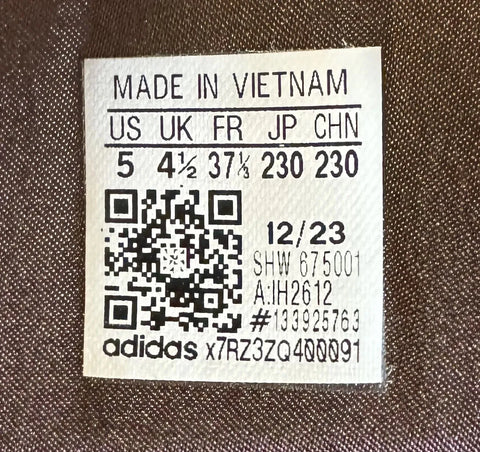 MADE IN VIETNAM
US UK FR JP CHN
5 4½ 37⅓ 230 230
12/23
SHW 675001
A:IH2612
#133925763
adidas x7RZ3ZQ400091